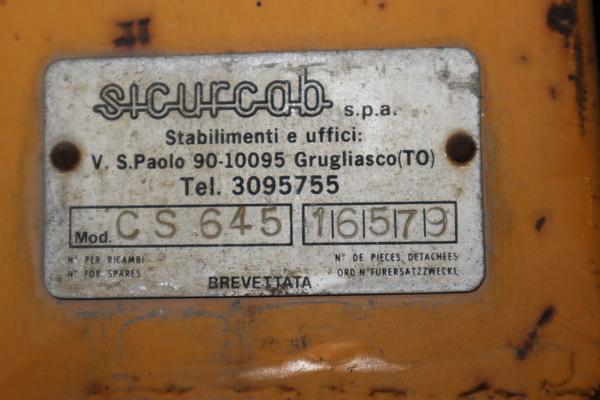 sicurcab s.p.a.
Stabilimenti e uffici:
V. S.Paolo 90-10095 Grugliasco(TO)
Tel. 3095755
Mod. CS 645 16579
N° PER RICAMBI N° DE PIECES DETACHEES
N° FOR SPARES ORD N° FURERSATZZWECKE
BREVETTATA